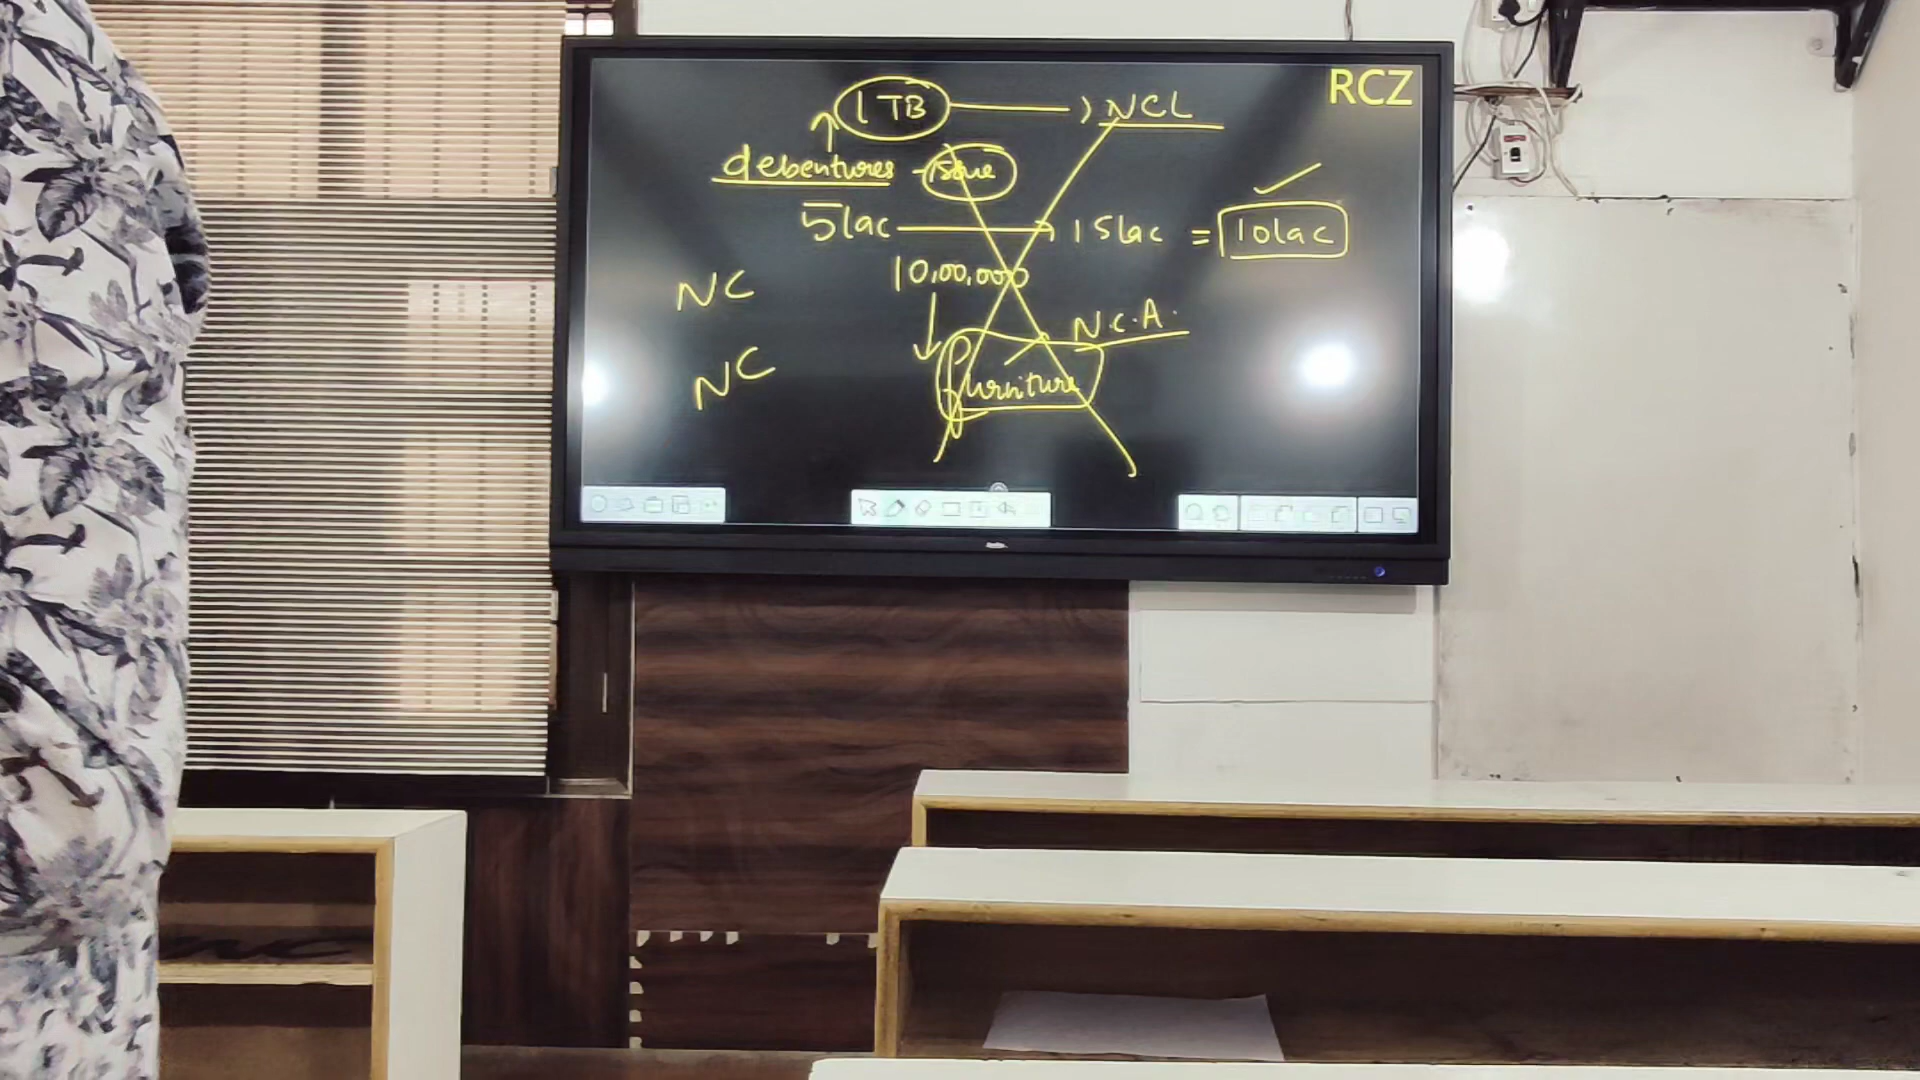 RCZ
LTB → NCL
debentures - issue
5lac → 15lac = 10lac
10,00,000
NC
N.C.A.
NC
furniture